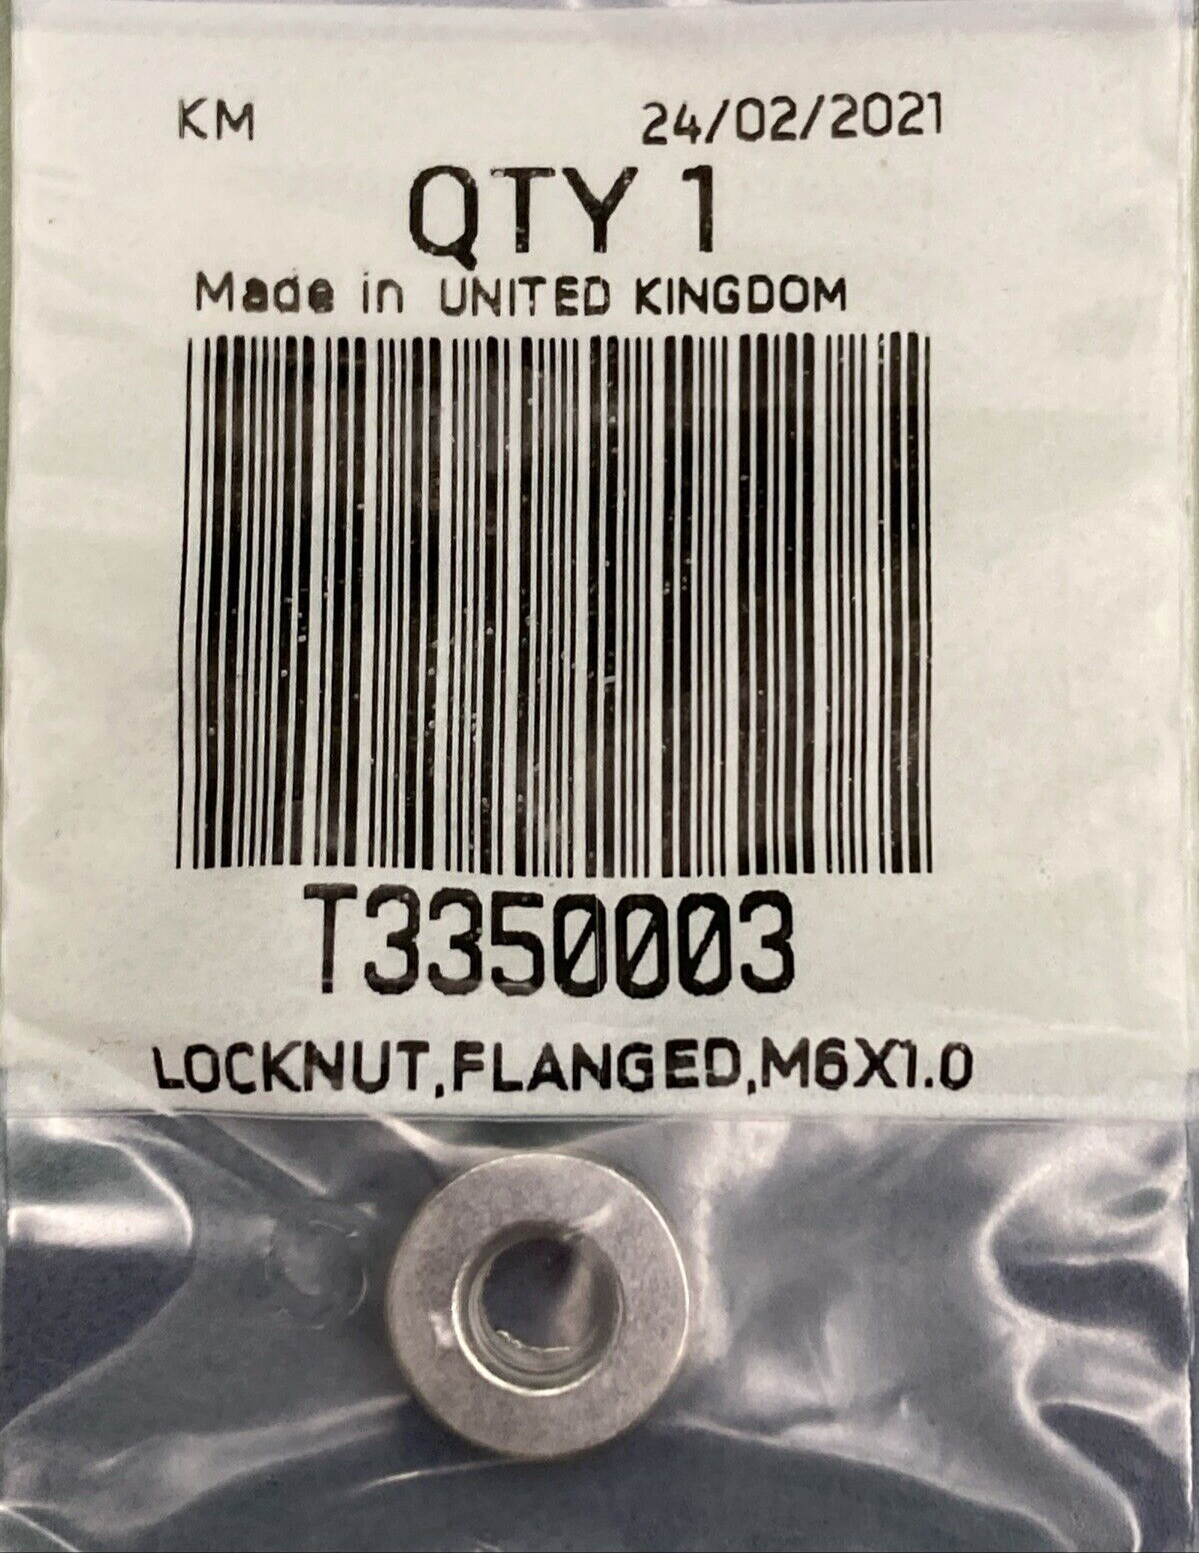 KM 24/02/2021
QTY 1
Made in UNITED KINGDOM
T3350003
LOCKNUT,FLANGED,M6X1.0